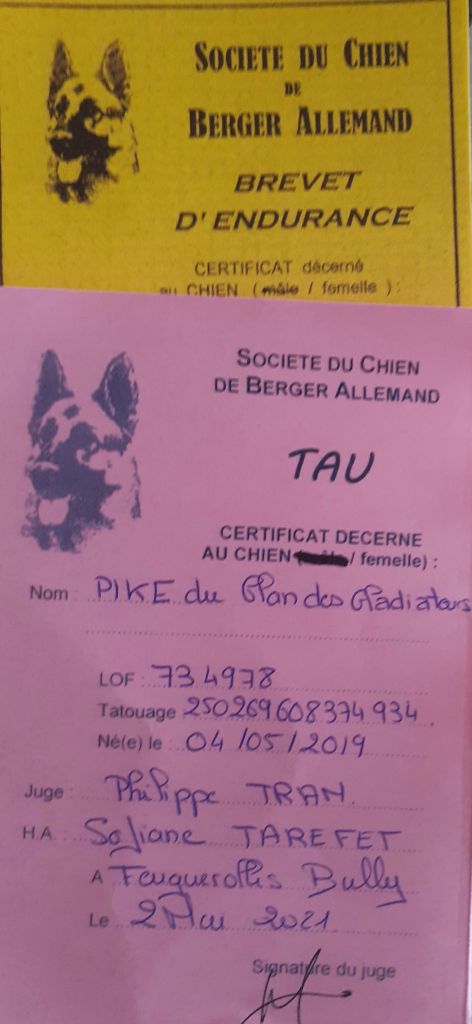 SOCIETE DU CHIEN
DE
BERGER ALLEMAND
BREVET
D'ENDURANCE
CERTIFICAT décerné
au CHIEN (mâle / femelle ) :
SOCIETE DU CHIEN
DE BERGER ALLEMAND
TAU
CERTIFICAT DECERNE
AU CHIEN / femelle) :
Nom : PIKE du Clan des Gladiateurs
LOF : 734978
Tatouage 250269608374934
Né(e) le : 04/05/2019
Juge : Philippe TRAN
H.A : Sofiane TAREFET
A Feuquerolles Bully
Le 2 Mai 2021
Signature du juge